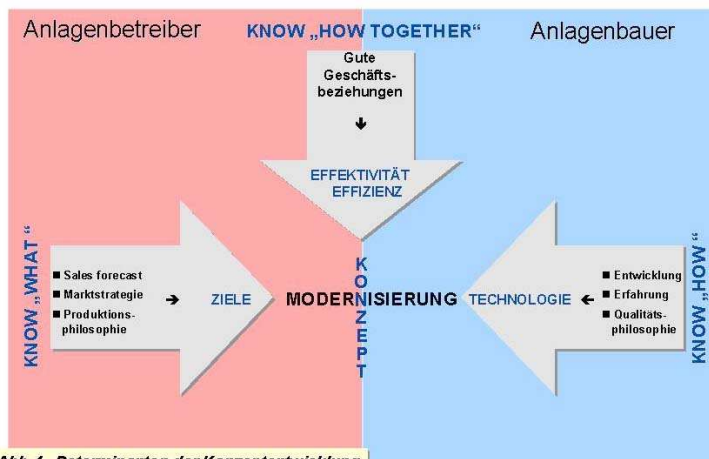 Anlagenbetreiber
KNOW „HOW TOGETHER“
Anlagenbauer
Gute
Geschäfts-
beziehungen
EFFEKTIVITÄT
EFFIZIENZ
KNOW „WHAT“
Sales forecast
Marktstrategie
Produktions-
philosophie
ZIELE
KONZEPT
MODERNISIERUNG
TECHNOLOGIE
Entwicklung
Erfahrung
Qualitäts-
philosophie
KNOW „HOW“
Abb. 1 Determinanten der Konzeptentwicklung